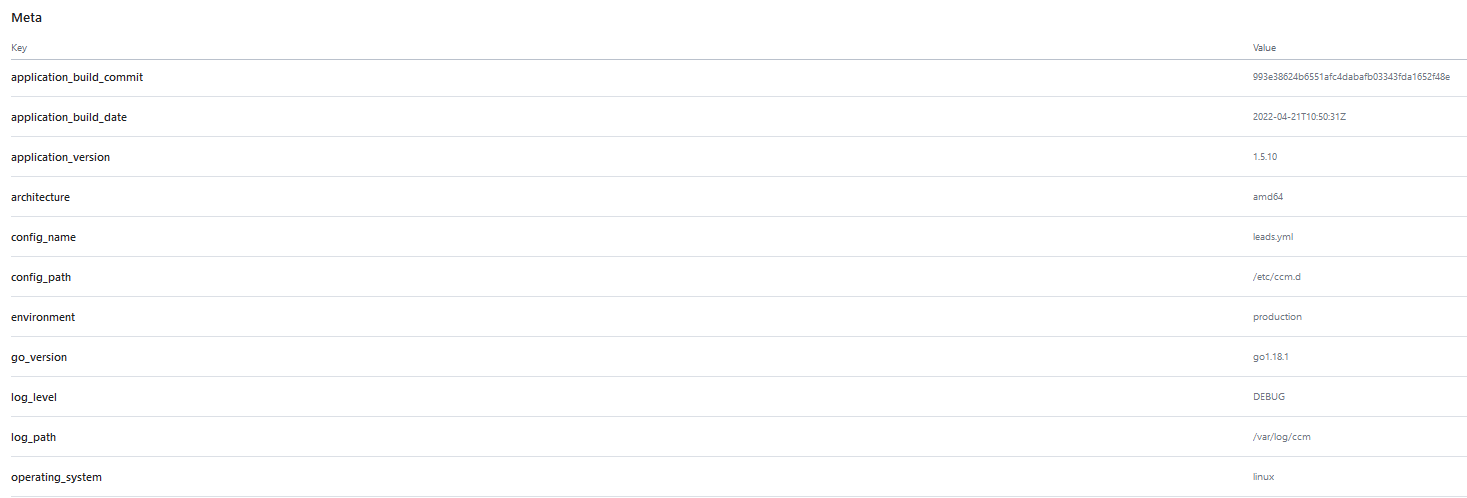 Meta
Key Value
application_build_commit 993e38624b6551afc4dabafb03343fda1652f48e
application_build_date 2022-04-21T10:50:31Z
application_version 1.5.10
architecture amd64
config_name leads.yml
config_path /etc/ccm.d
environment production
go_version go1.18.1
log_level DEBUG
log_path /var/log/ccm
operating_system linux